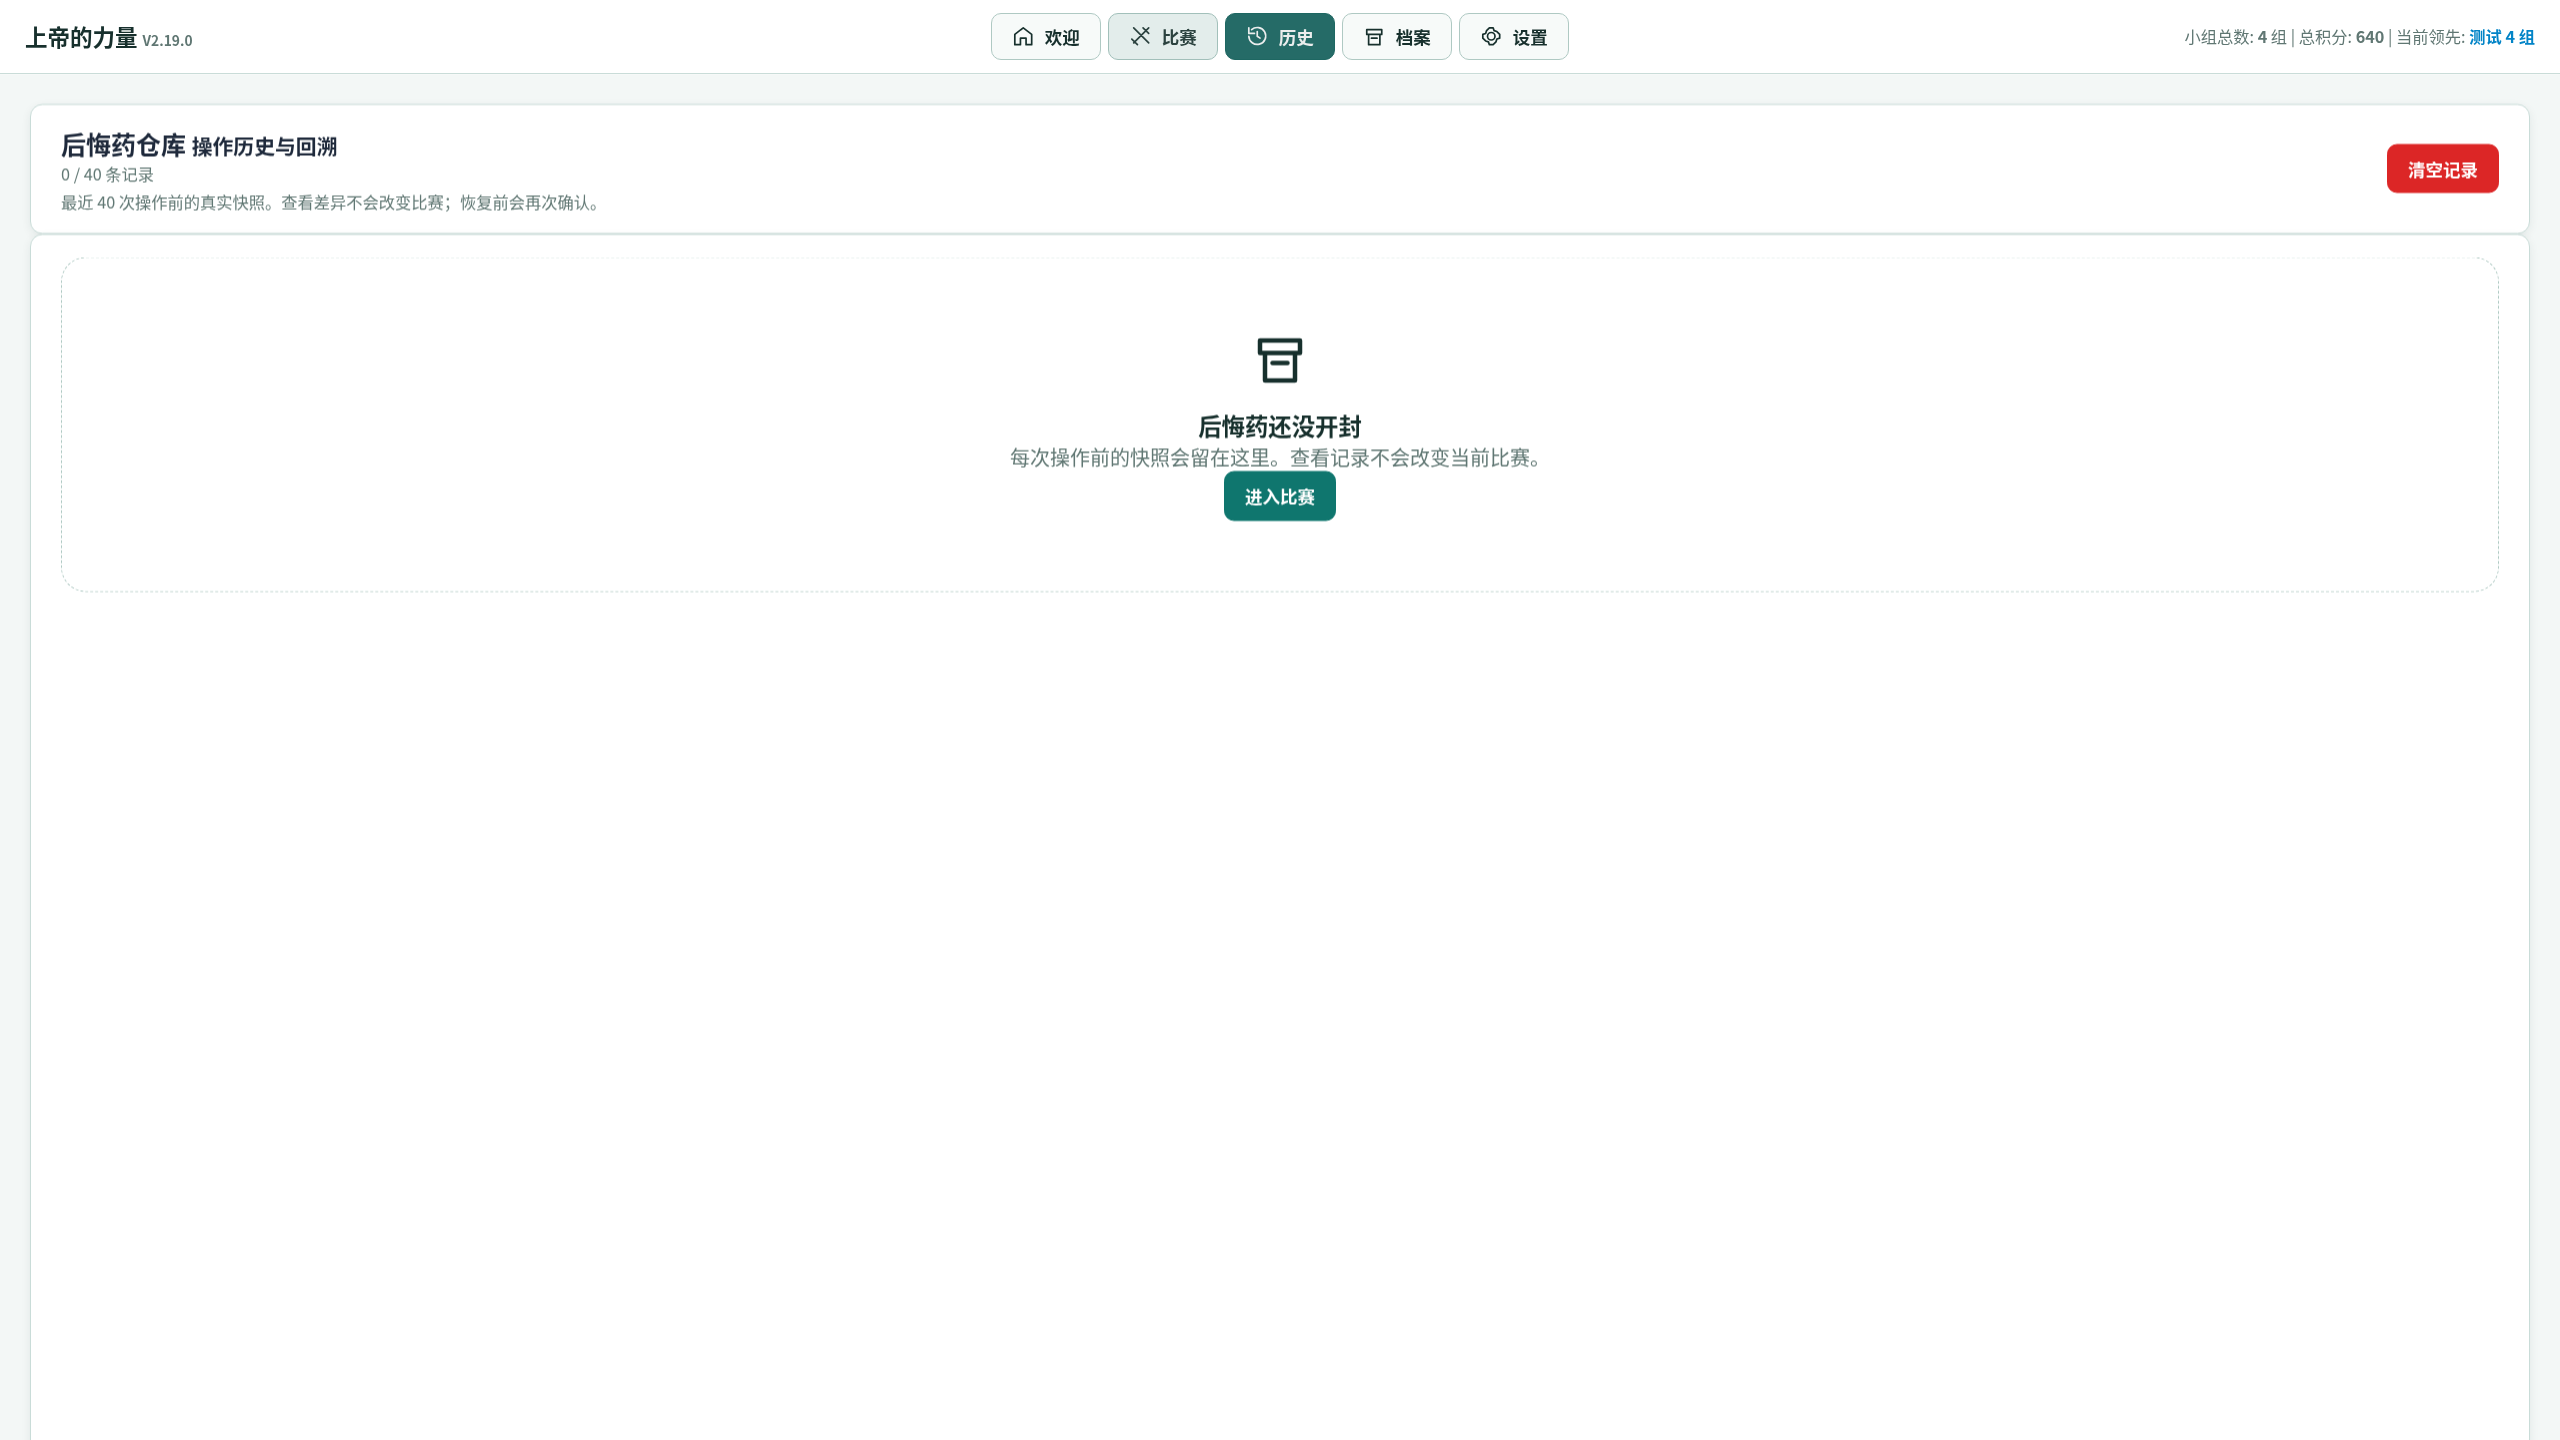 上帝的力量 V2.19.0
欢迎
比赛
历史
档案
设置
小组总数: 4 组 | 总积分: 640 | 当前领先: 测试 4 组
后悔药仓库 操作历史与回溯
0 / 40 条记录
最近 40 次操作前的真实快照。查看差异不会改变比赛；恢复前会再次确认。
清空记录
后悔药还没开封
每次操作前的快照会留在这里。查看记录不会改变当前比赛。
进入比赛